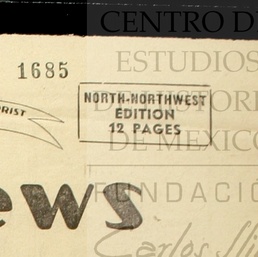 CENTRO D
1685
ESTUDIOS
NORTH-NORTHWEST
EDITION
12 PAGES
DE MEXICO
FUNDACIÓ
ews
Carlos Sli